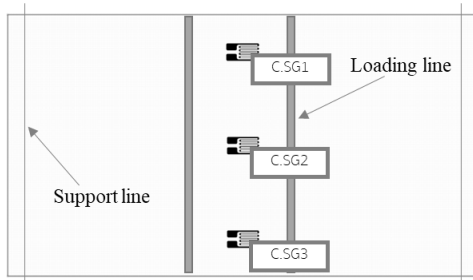 C.SG1
Loading line
C.SG2
Support line
C.SG3